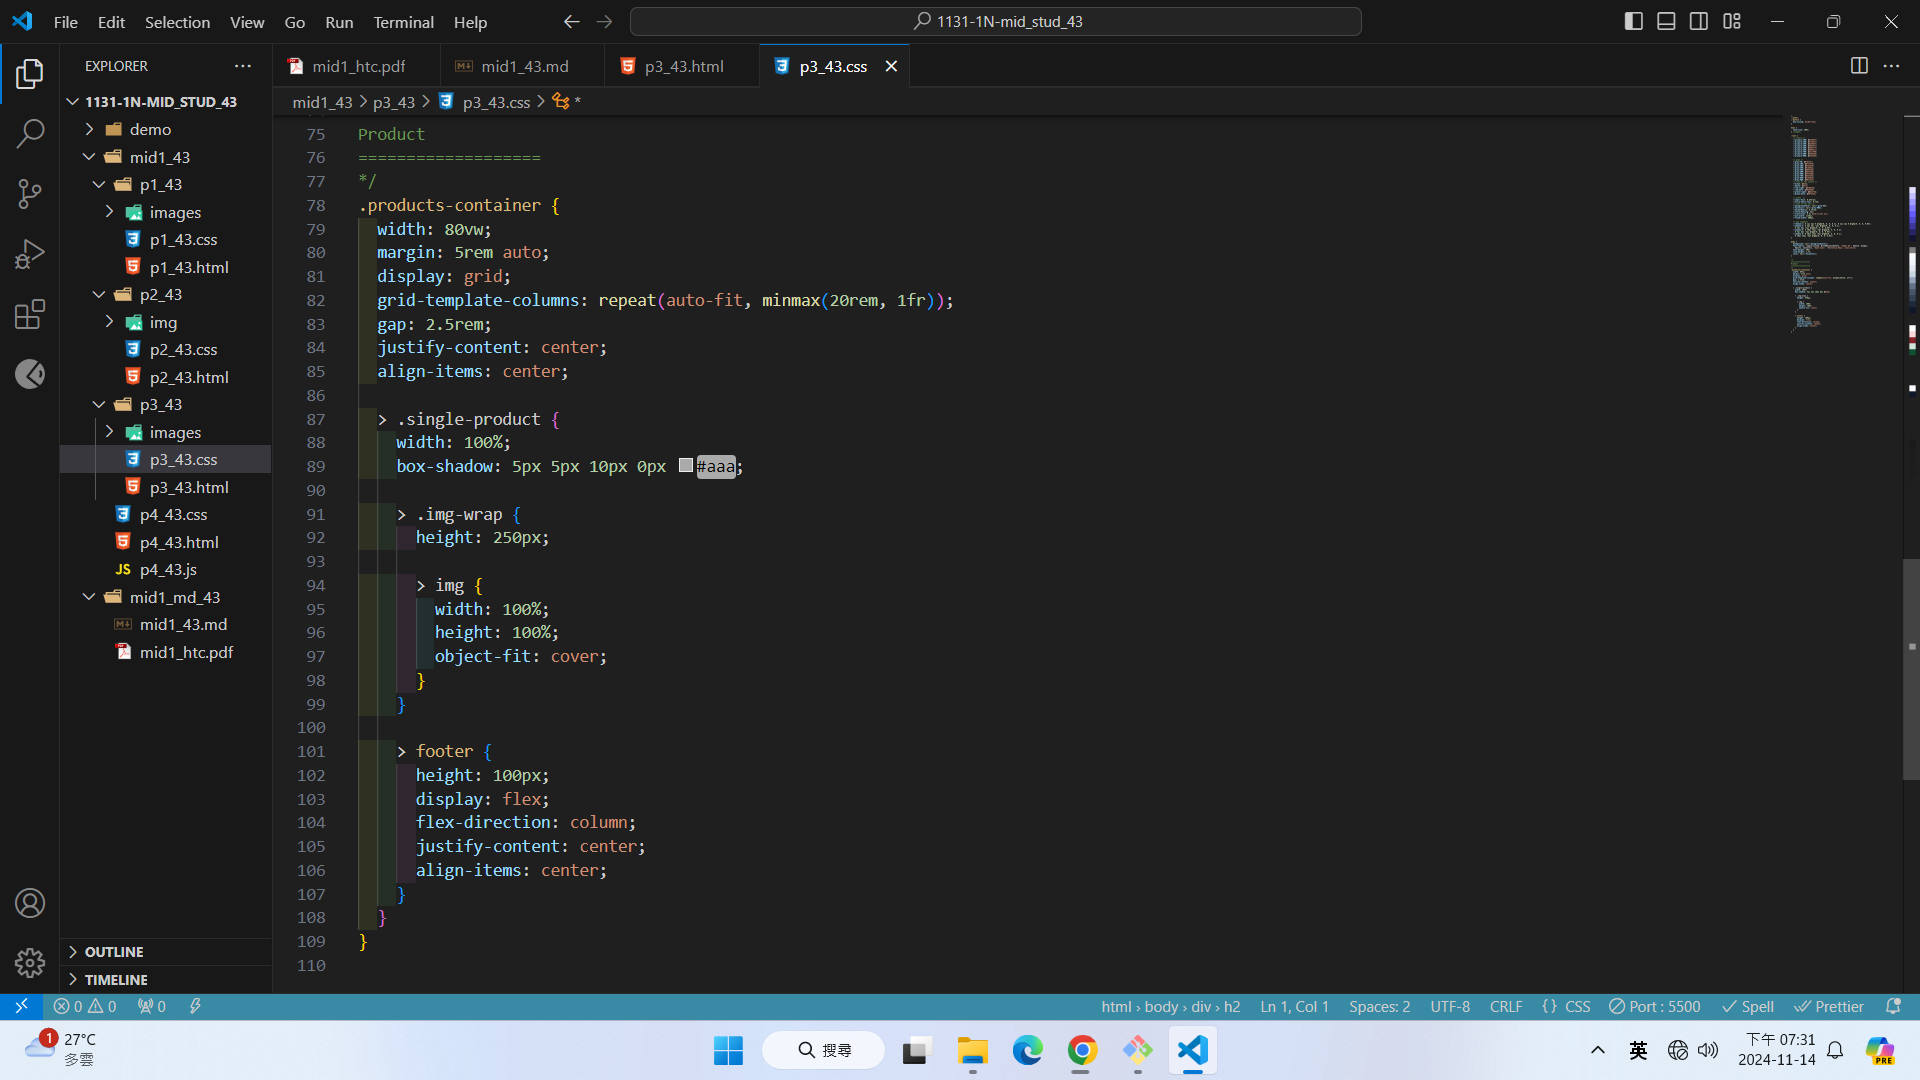 File Edit Selection View Go Run Terminal Help
1131-1N-mid_stud_43
EXPLORER
mid1_htc.pdf
mid1_43.md
p3_43.html
p3_43.css
mid1_43 > p3_43 > p3_43.css > *
1131-1N-MID_STUD_43
demo
mid1_43
p1_43
images
p1_43.css
p1_43.html
p2_43
img
p2_43.css
p2_43.html
p3_43
images
p3_43.css
p3_43.html
p4_43.css
p4_43.html
JS p4_43.js
mid1_md_43
mid1_43.md
mid1_htc.pdf
OUTLINE
TIMELINE
75 Product
76 ===================
77 */
78 .products-container {
79 width: 80vw;
80 margin: 5rem auto;
81 display: grid;
82 grid-template-columns: repeat(auto-fit, minmax(20rem, 1fr));
83 gap: 2.5rem;
84 justify-content: center;
85 align-items: center;
86
87 > .single-product {
88 width: 100%;
89 box-shadow: 5px 5px 10px 0px #aaa;
90
91 > .img-wrap {
92 height: 250px;
93
94 > img {
95 width: 100%;
96 height: 100%;
97 object-fit: cover;
98 }
99 }
100
101 > footer {
102 height: 100px;
103 display: flex;
104 flex-direction: column;
105 justify-content: center;
106 align-items: center;
107 }
108 }
109 }
110
0 0 0 html › body › div › h2 Ln 1, Col 1 Spaces: 2 UTF-8 CRLF {} CSS Port : 5500 Spell Prettier
1 27°C
多雲
搜尋
英
下午 07:31
2024-11-14
PRE